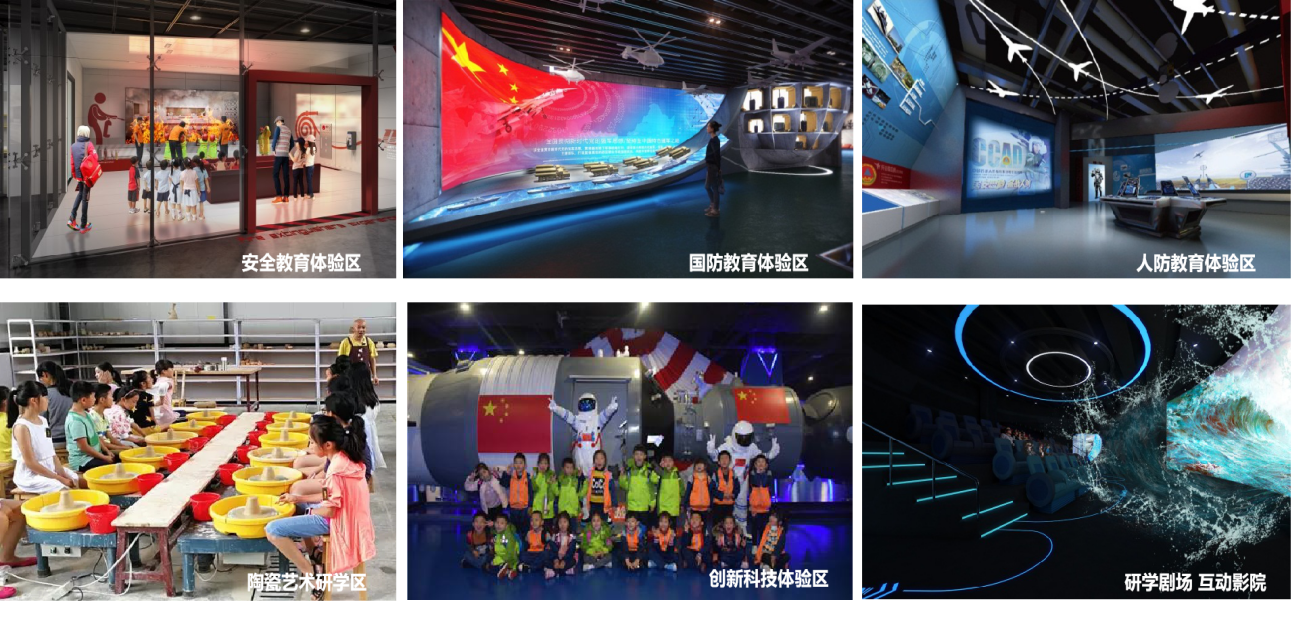 安全教育体验区
国防教育体验区
人防教育体验区
陶瓷艺术研学区
创新科技体验区
研学剧场 互动影院